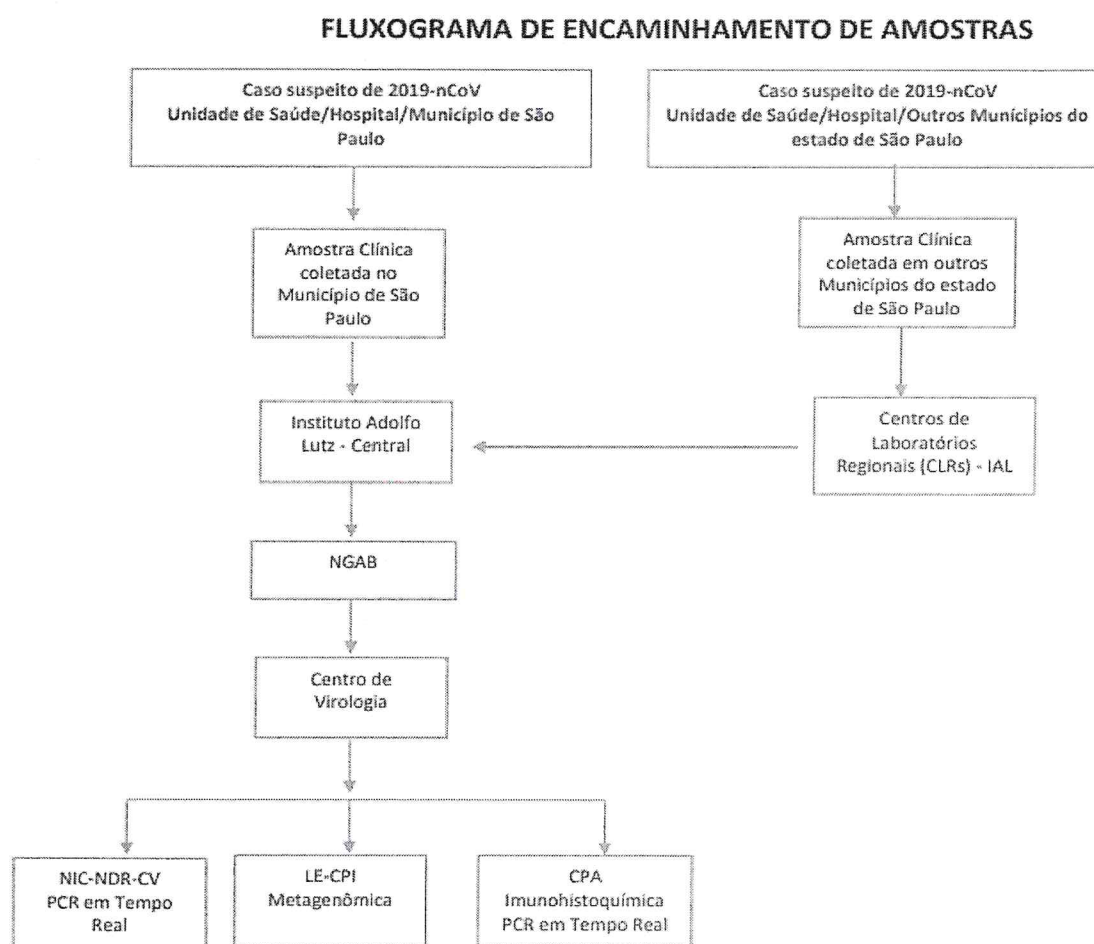 FLUXOGRAMA DE ENCAMINHAMENTO DE AMOSTRAS
Caso suspeito de 2019-nCoV
Unidade de Saúde/Hospital/Município de São
Paulo
Caso suspeito de 2019-nCoV
Unidade de Saúde/Hospital/Outros Municípios do
estado de São Paulo
Amostra Clínica
coletada no
Município de São
Paulo
Amostra Clínica
coletada em outros
Municípios do estado
de São Paulo
Instituto Adolfo
Lutz - Central
Centros de
Laboratórios
Regionais (CLRs) - IAL
NGAB
Centro de
Virologia
NIC-NDR-CV
PCR em Tempo
Real
LE-CPI
Metagenômica
CPA
Imunohistoquímica
PCR em Tempo Real